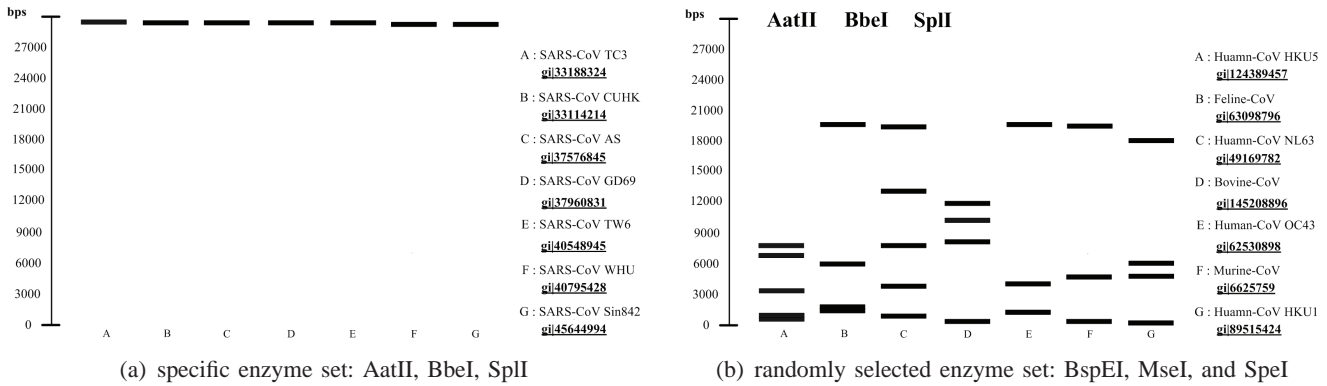 bps
27000
24000
21000
18000
15000
12000
9000
6000
3000
0
A B C D E F G
A : SARS-CoV TC3
gi|33188324
B : SARS-CoV CUHK
gi|33114214
C : SARS-CoV AS
gi|37576845
D : SARS-CoV GD69
gi|37960831
E : SARS-CoV TW6
gi|40548945
F : SARS-CoV WHU
gi|40795428
G : SARS-CoV Sin842
gi|45644994
(a) specific enzyme set: AatII, BbeI, SplI
bps
AatII BbeI SplI
27000
24000
21000
18000
15000
12000
9000
6000
3000
0
A B C D E F G
A : Huamn-CoV HKU5
gi|124389457
B : Feline-CoV
gi|63098796
C : Huamn-CoV NL63
gi|49169782
D : Bovine-CoV
gi|145208896
E : Human-CoV OC43
gi|62530898
F : Murine-CoV
gi|6625759
G : Huamn-CoV HKU1
gi|89515424
(b) randomly selected enzyme set: BspEI, MseI, and SpeI